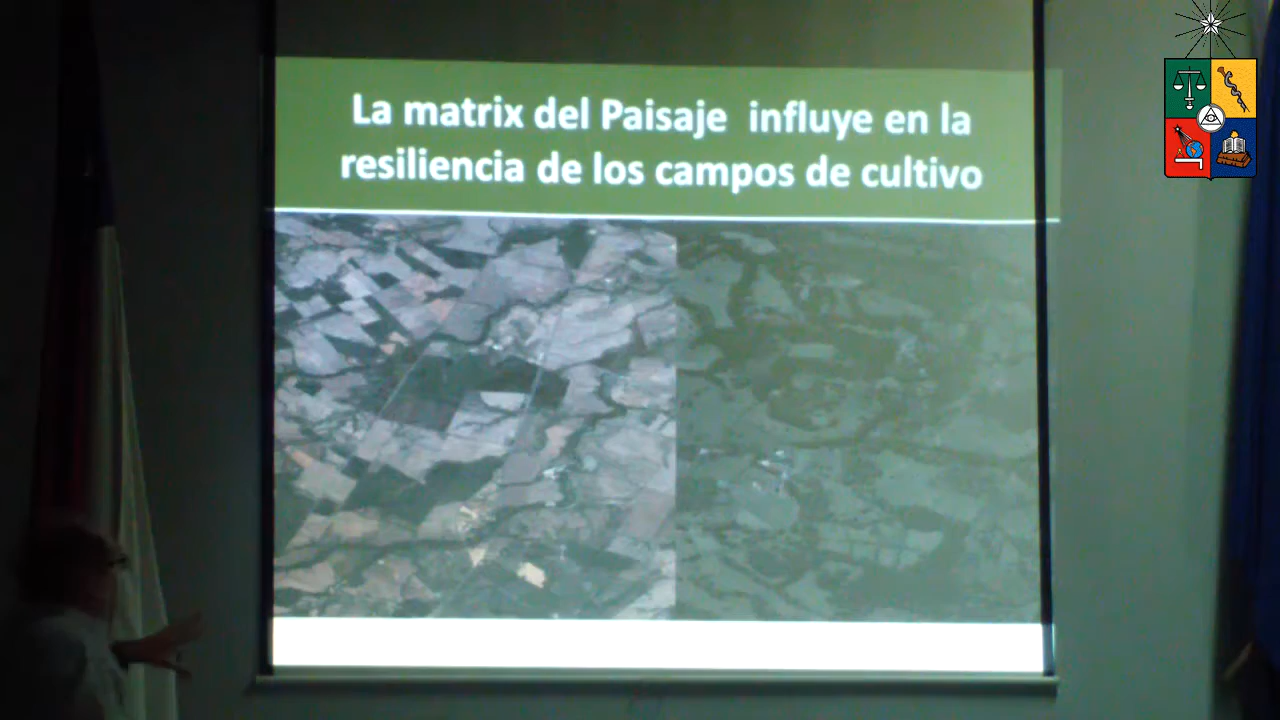 La matrix del Paisaje influye en la
resiliencia de los campos de cultivo